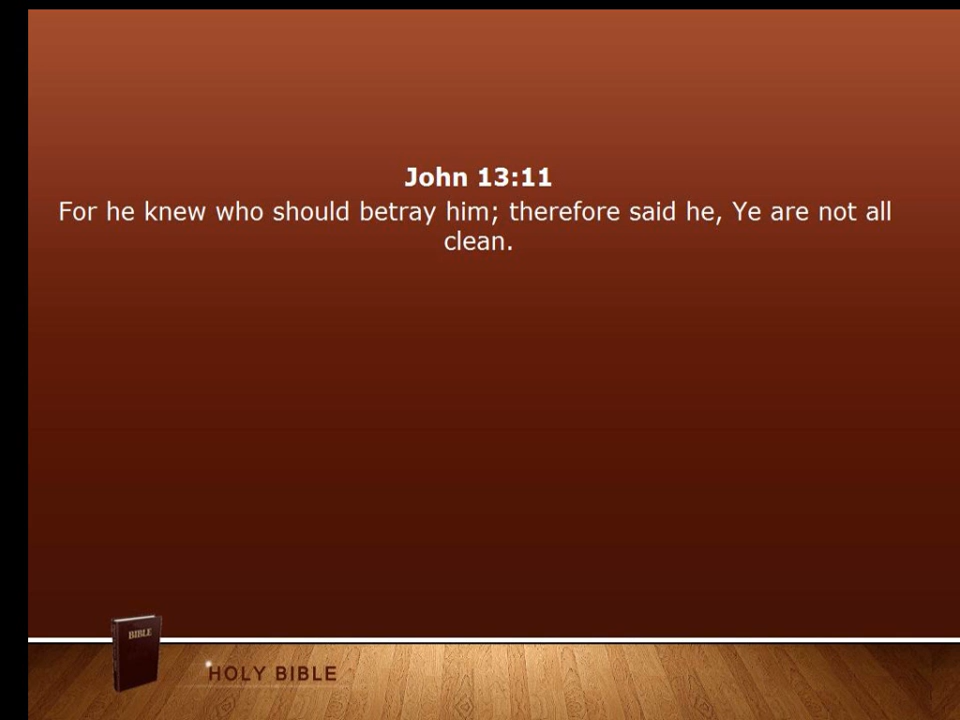 John 13:11
For he knew who should betray him; therefore said he, Ye are not all
clean.
BIBLE
HOLY BIBLE